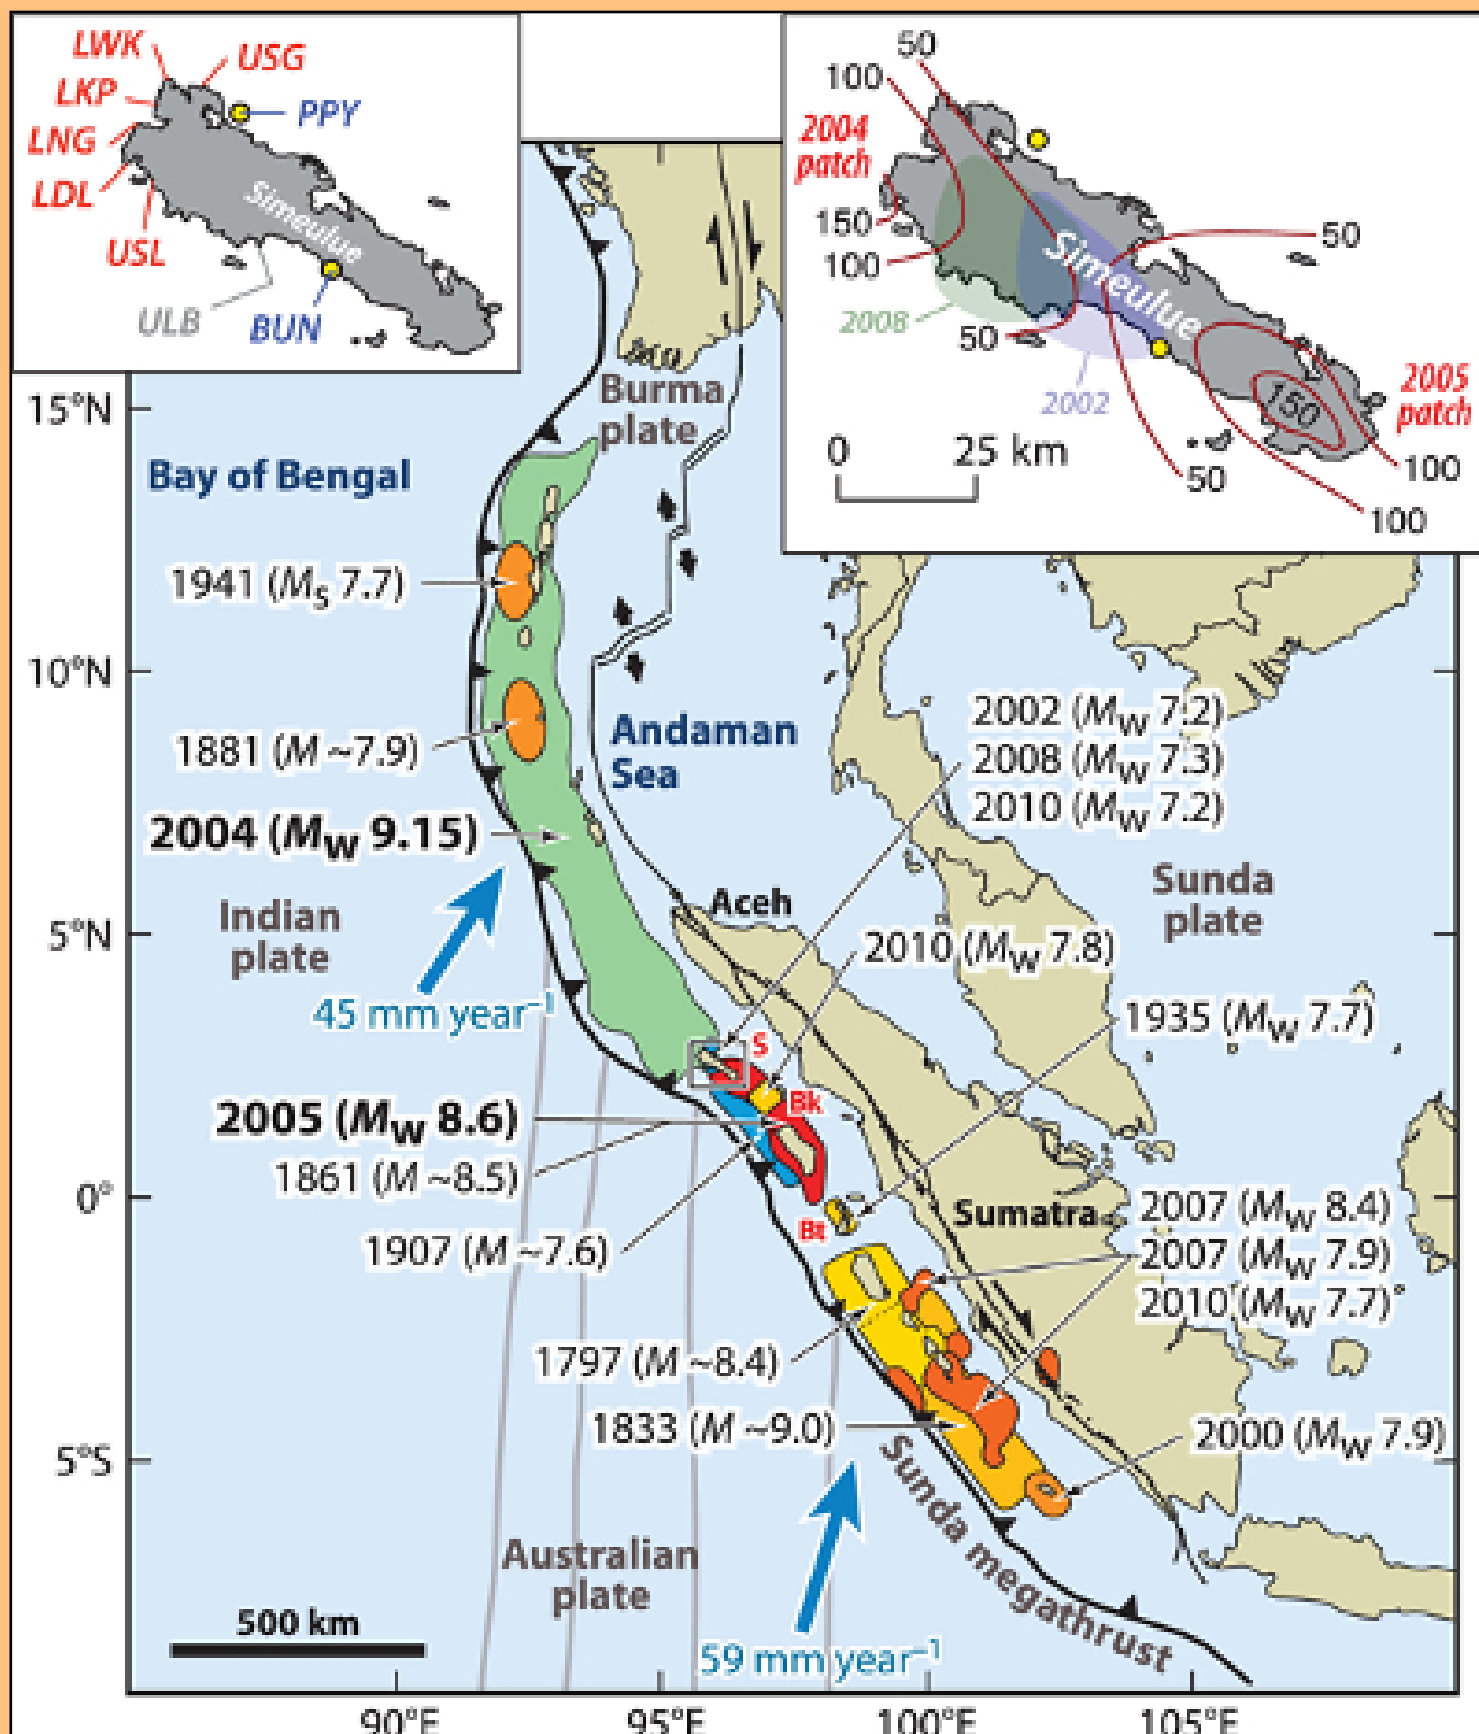 LWK
USG
LKP
PPY
LNG
LDL
Simeulue
USL
ULB
BUN
50
100
2004
patch
150
100
50
Simeulue
2008
50
2002
150
2005
patch
0 25 km
50
100
100
15°N
10°N
5°N
0°
5°S
Burma
plate
Bay of Bengal
1941 (MS 7.7)
1881 (M ~7.9)
Andaman
Sea
2002 (MW 7.2)
2008 (MW 7.3)
2010 (MW 7.2)
2004 (MW 9.15)
Indian
plate
Aceh
Sunda
plate
2010 (MW 7.8)
45 mm year⁻¹
1935 (MW 7.7)
S
Bk
2005 (MW 8.6)
1861 (M ~8.5)
1907 (M ~7.6)
Bt
Sumatra
2007 (MW 8.4)
2007 (MW 7.9)
2010 (MW 7.7)
1797 (M ~8.4)
1833 (M ~9.0)
2000 (MW 7.9)
Sunda megathrust
Australian
plate
500 km
59 mm year⁻¹
90°E 95°E 100°E 105°E